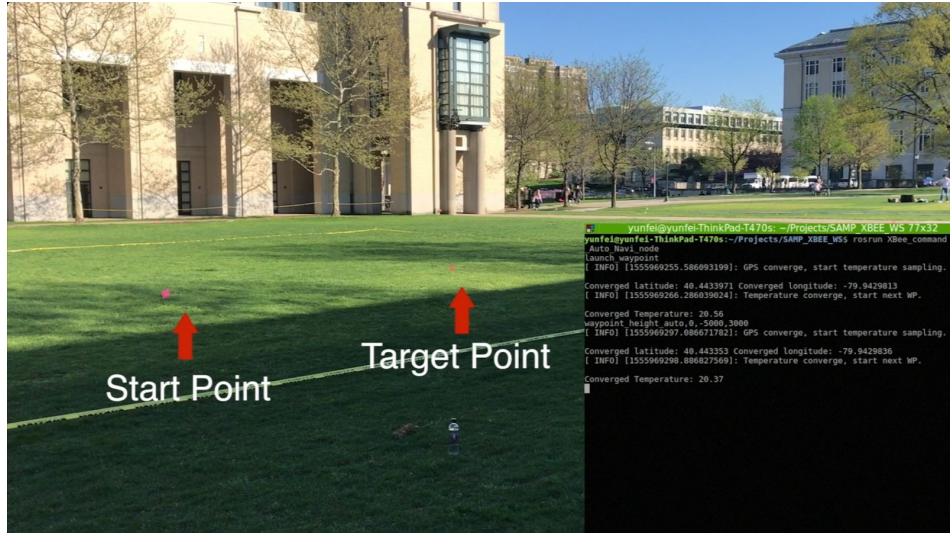 Start Point
Target Point
yunfei@yunfei-ThinkPad-T470s: ~/Projects/SAMP_XBEE_WS 77x32
yunfei@yunfei-ThinkPad-T470s:~/Projects/SAMP_XBEE_WS$ rosrun XBee_command
Auto_Navi_node
launch_waypoint
[ INFO] [1555969255.586093199]: GPS converge, start temperature sampling.
Converged latitude: 40.4433971 Converged longitude: -79.9429813
[ INFO] [1555969266.286039024]: Temperature converge, start next WP.
Converged Temperature: 20.56
waypoint_height_auto,0,-5000,3000
[ INFO] [1555969297.086671782]: GPS converge, start temperature sampling.
Converged latitude: 40.443353 Converged longitude: -79.9429836
[ INFO] [1555969298.886827569]: Temperature converge, start next WP.
Converged Temperature: 20.37